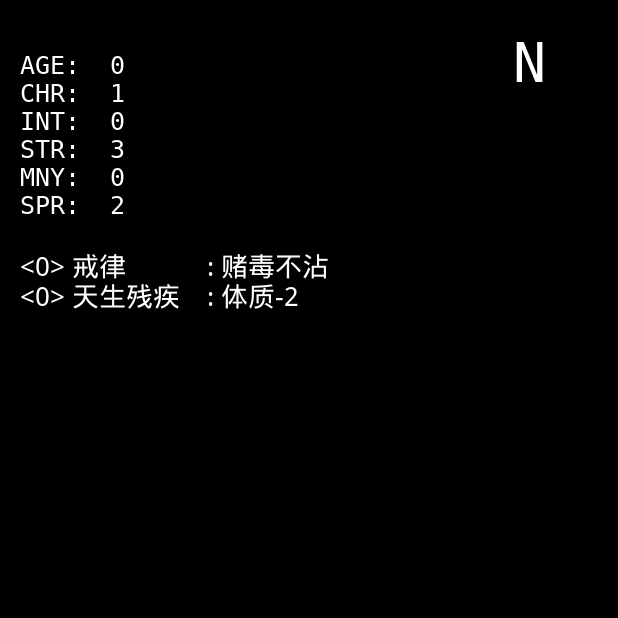 N
AGE: 0
CHR: 1
INT: 0
STR: 3
MNY: 0
SPR: 2
<O> 戒律 : 赌毒不沾
<O> 天生残疾 : 体质-2